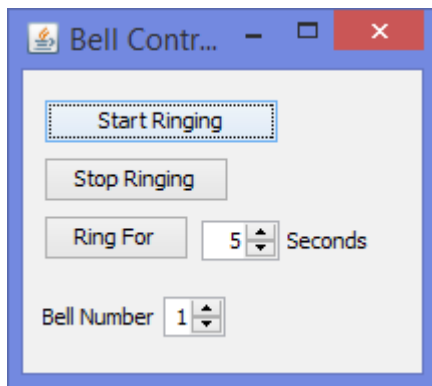 Bell Contr...
Start Ringing
Stop Ringing
Ring For 5 Seconds
Bell Number 1